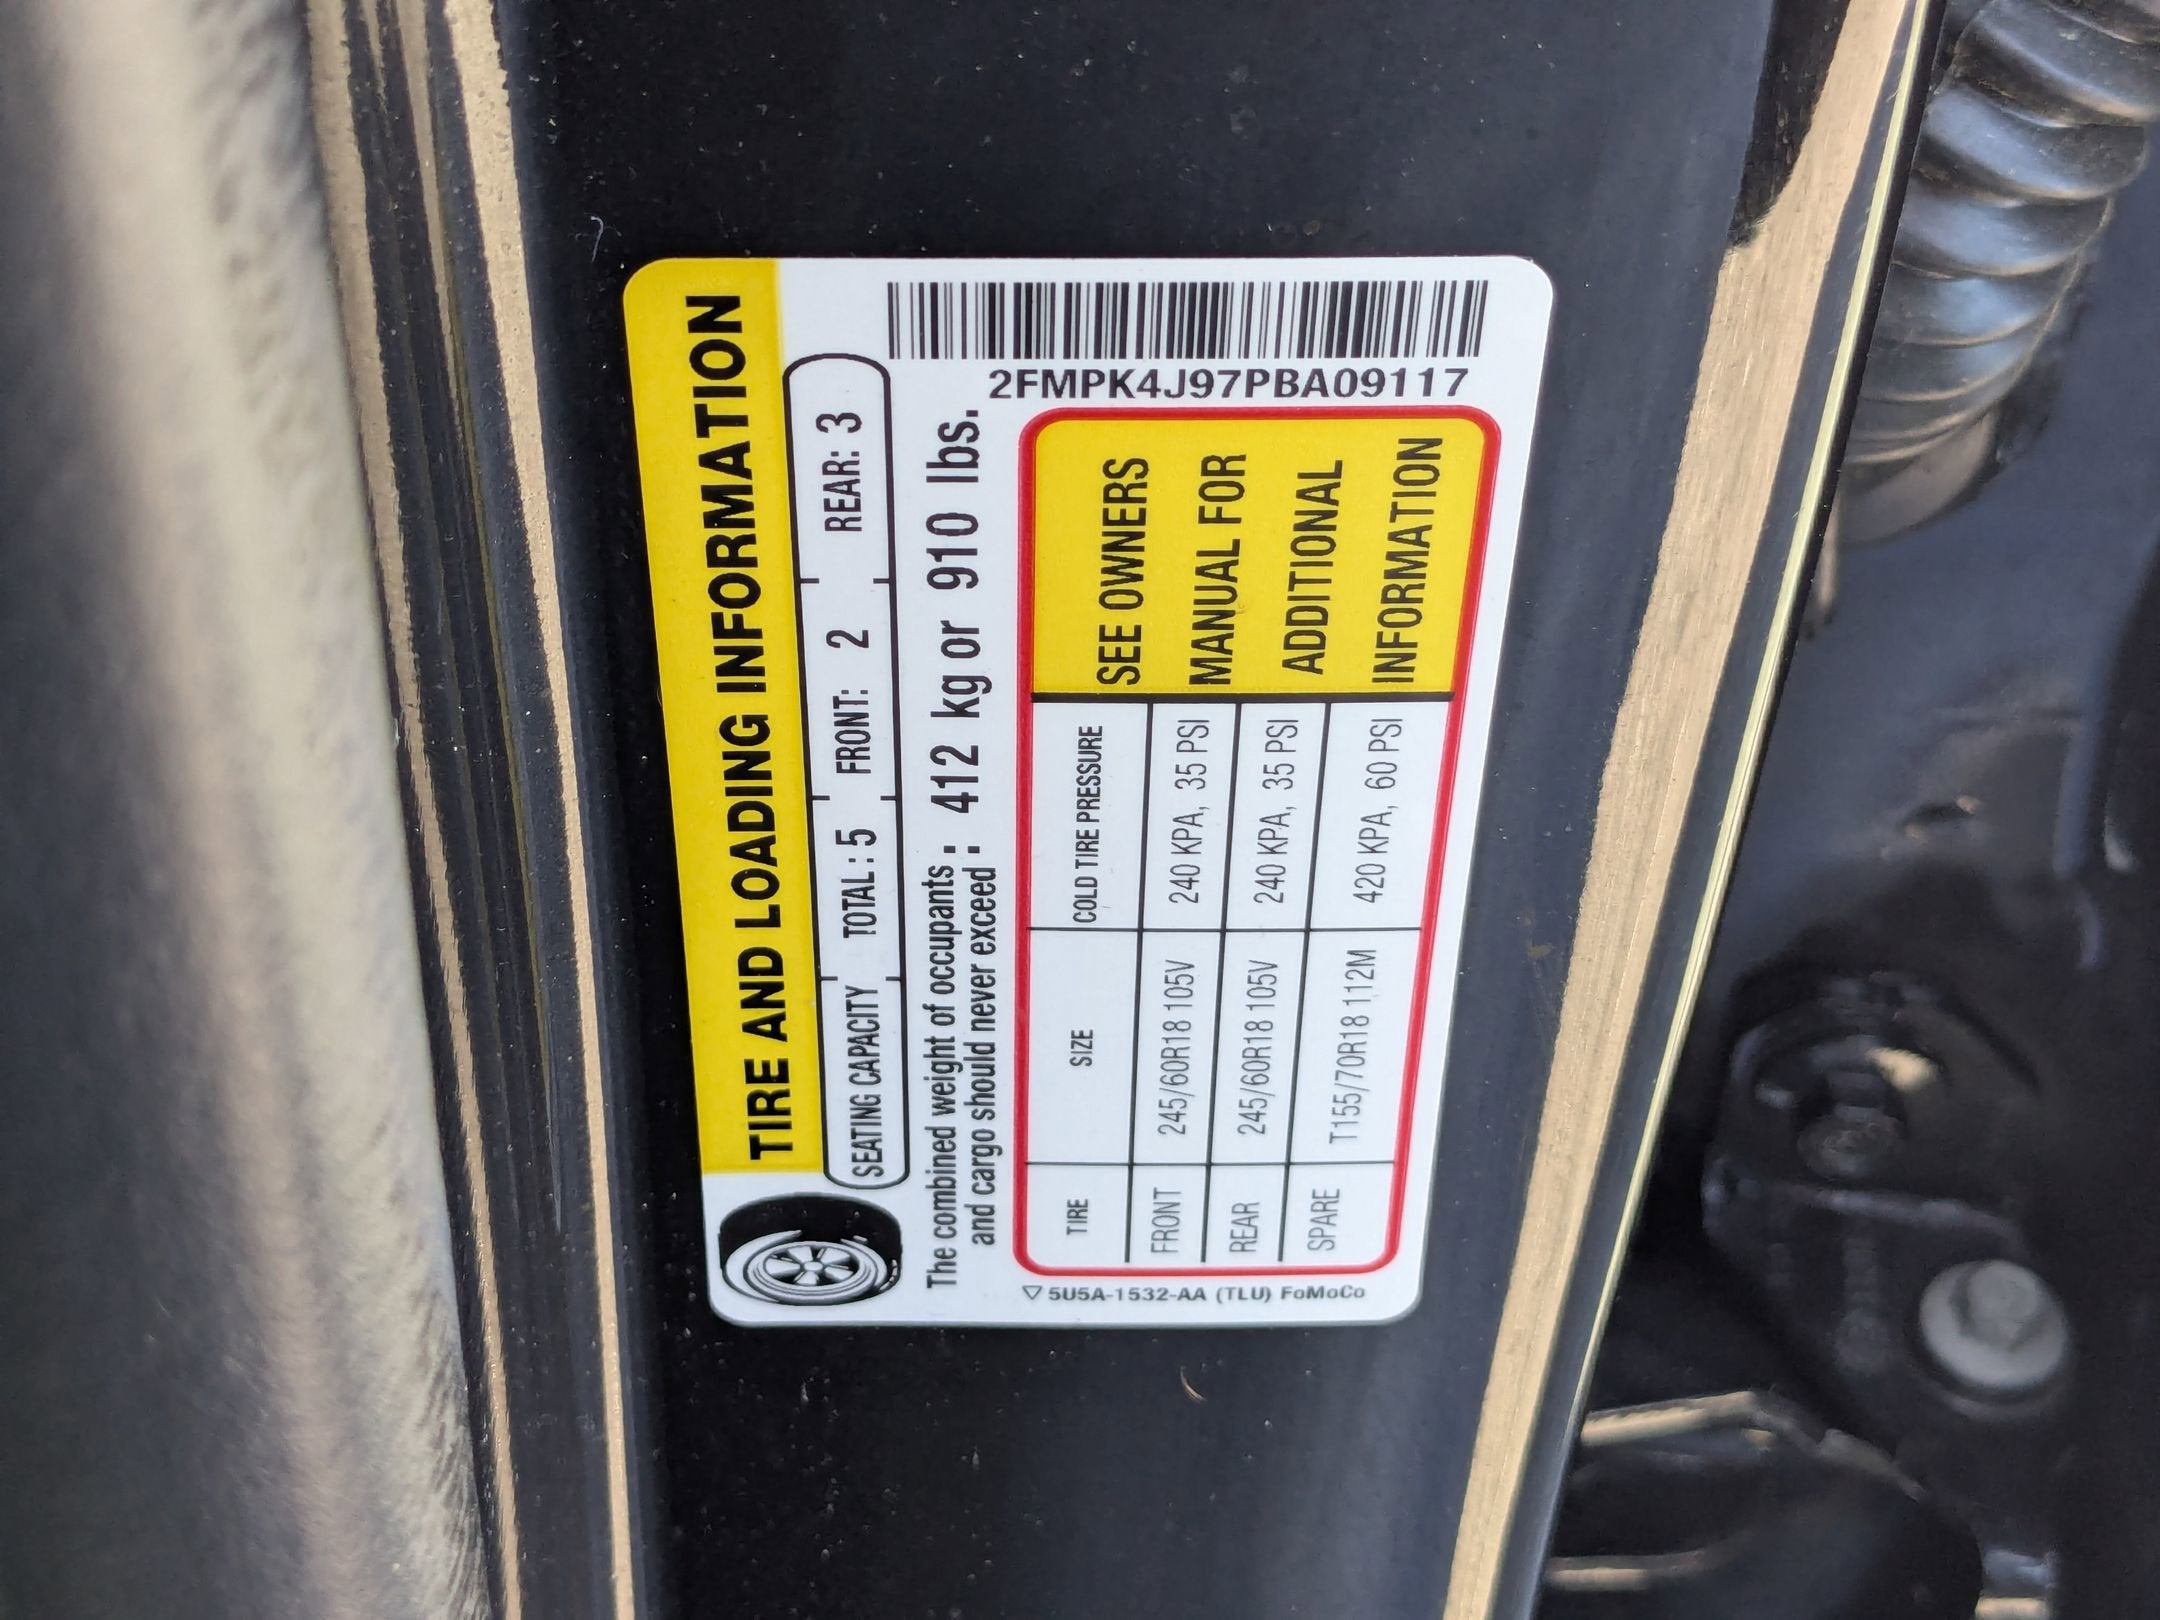 TIRE AND LOADING INFORMATION
SEATING CAPACITY TOTAL : 5 FRONT: 2 REAR: 3
The combined weight of occupants : 412 kg or 910 lbs.
and cargo should never exceed :
2FMPK4J97PBA09117
TIRE SIZE COLD TIRE PRESSURE
FRONT 245/60R18 105V 240 KPA, 35 PSI
REAR 245/60R18 105V 240 KPA, 35 PSI
SPARE T155/70R18 112M 420 KPA, 60 PSI
SEE OWNERS
MANUAL FOR
ADDITIONAL
INFORMATION
5U5A-1532-AA (TLU) FoMoCo